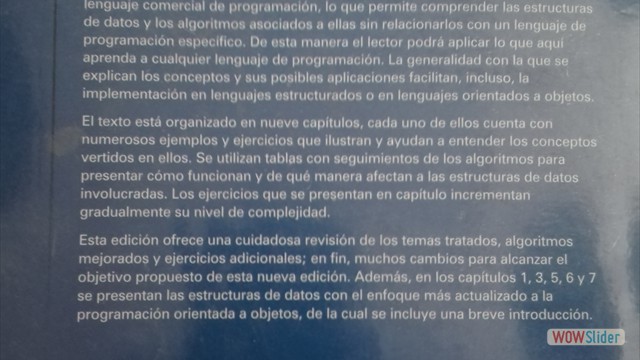 lenguaje comercial de programación, lo que permite comprender las estructuras
de datos y los algoritmos asociados a ellas sin relacionarlos con un lenguaje de
programación específico. De esta manera el lector podrá aplicar lo que aquí
aprenda a cualquier lenguaje de programación. La generalidad con la que se
explican los conceptos y sus posibles aplicaciones facilitan, incluso, la
implementación en lenguajes estructurados o en lenguajes orientados a objetos.
El texto está organizado en nueve capítulos, cada uno de ellos cuenta con
numerosos ejemplos y ejercicios que ilustran y ayudan a entender los conceptos
vertidos en ellos. Se utilizan tablas con seguimientos de los algoritmos para
presentar cómo funcionan y de qué manera afectan a las estructuras de datos
involucradas. Los ejercicios que se presentan en capítulo incrementan
gradualmente su nivel de complejidad.
Esta edición ofrece una cuidadosa revisión de los temas tratados, algoritmos
mejorados y ejercicios adicionales; en fin, muchos cambios para alcanzar el
objetivo propuesto de esta nueva edición. Además, en los capítulos 1, 3, 5, 6 y 7
se presentan las estructuras de datos con el enfoque más actualizado a la
programación orientada a objetos, de la cual se incluye una breve introducción.
WOWSlider